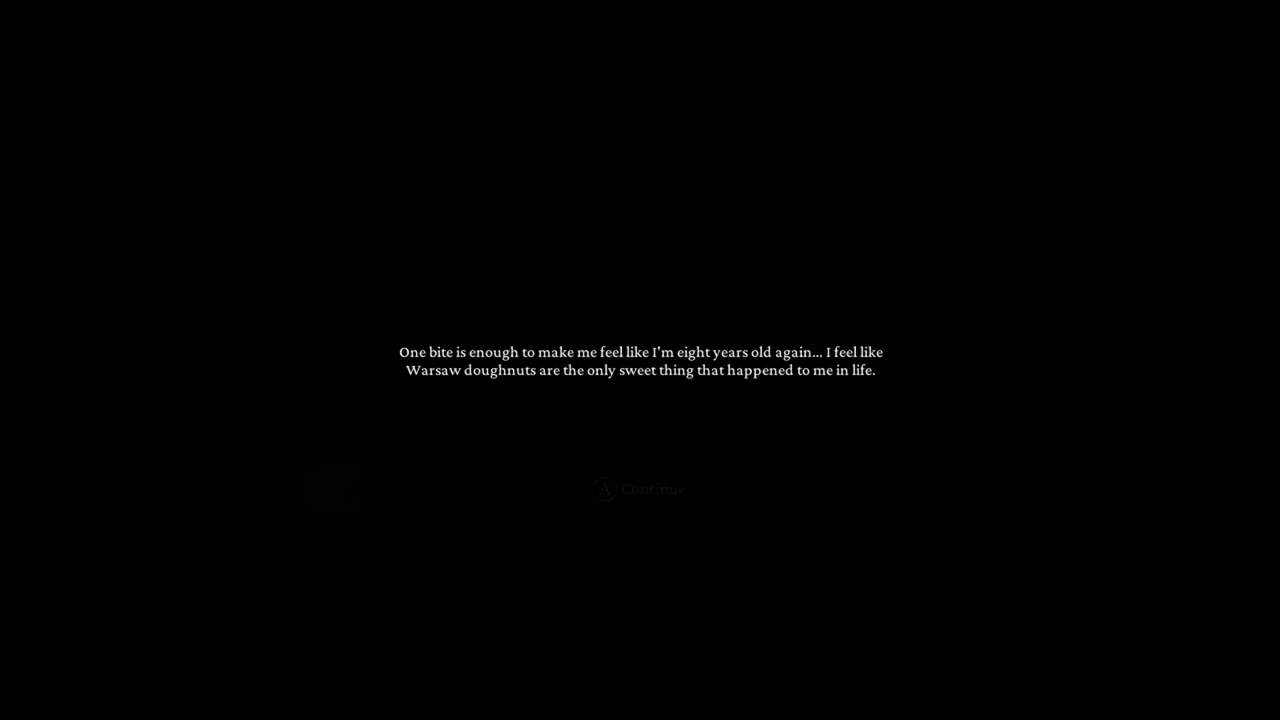 One bite is enough to make me feel like I'm eight years old again... I feel like
Warsaw doughnuts are the only sweet thing that happened to me in life.
A Continue